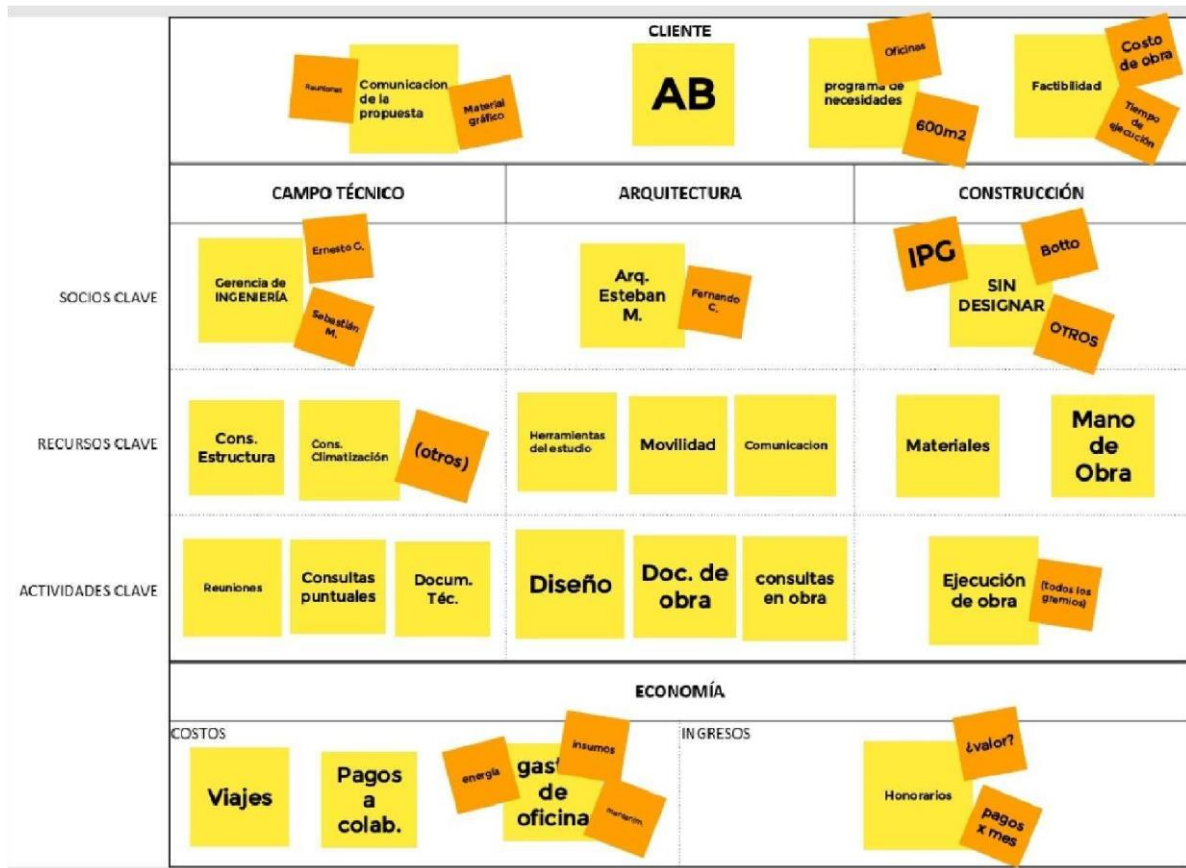 CLIENTE
Reuniones
Comunicacion
de la
propuesta
Material
gráfico
AB
Oficinas
programa de
necesidades
600m2
Factibilidad
Costo
de obra
Tiempo
de
ejecución
CAMPO TÉCNICO
ARQUITECTURA
CONSTRUCCIÓN
SOCIOS CLAVE
Gerencia de
INGENIERÍA
Ernesto G.
Sebastián
M.
Arq.
Esteban
M.
Fernando
C.
IPG
SIN
DESIGNAR
Botto
OTROS
RECURSOS CLAVE
Cons.
Estructura
Cons.
Climatización
(otros)
Herramientas
del estudio
Movilidad
Comunicacion
Materiales
Mano
de
Obra
ACTIVIDADES CLAVE
Reuniones
Consultas
puntuales
Docum.
Téc.
Diseño
Doc. de
obra
consultas
en obra
Ejecución
de obra
(todos los
gremios)
ECONOMÍA
COSTOS
Viajes
Pagos
a
colab.
energía
gast
de
oficina
insumos
mantenim.
INGRESOS
Honorarios
¿valor?
pagos
x mes